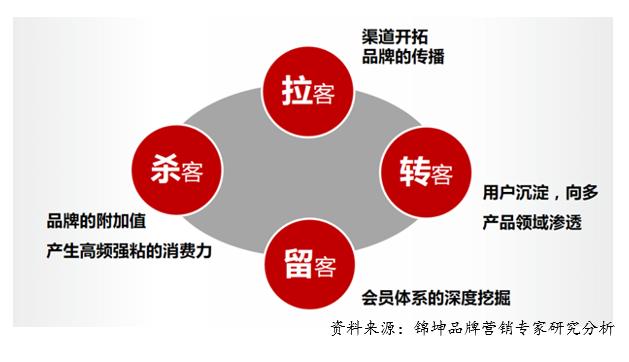 渠道开拓
品牌的传播
拉客
杀客
转客
用户沉淀，向多
产品领域渗透
品牌的附加值
产生高频强粘的消费力
留客
会员体系的深度挖掘
资料来源：锦坤品牌营销专家研究分析